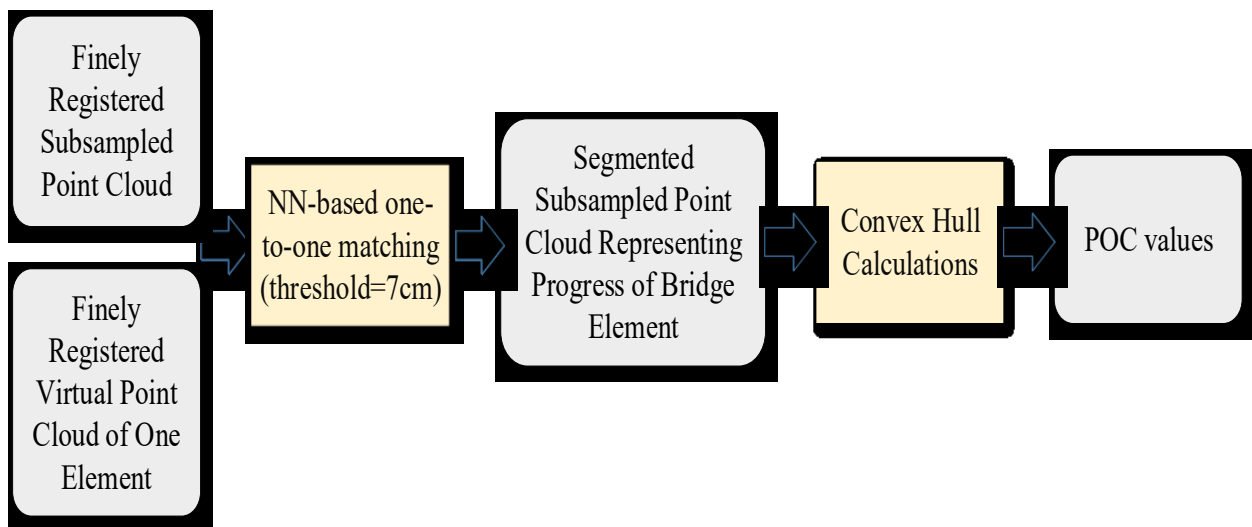 Finely
Registered
Subsampled
Point Cloud
Finely
Registered
Virtual Point
Cloud of One
Element
NN-based one-
to-one matching
(threshold=7cm)
Segmented
Subsampled Point
Cloud Representing
Progress of Bridge
Element
Convex Hull
Calculations
POC values